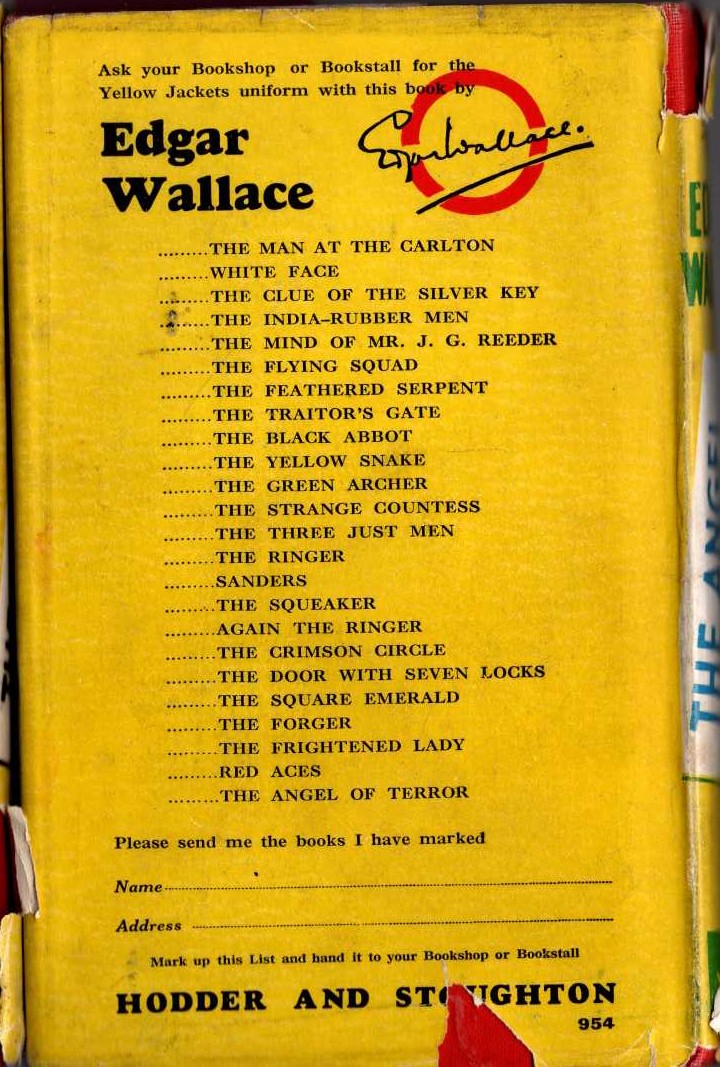 Ask your Bookshop or Bookstall for the
Yellow Jackets uniform with this book by
Edgar
Wallace
Edgar Wallace.
.........THE MAN AT THE CARLTON
.........WHITE FACE
.........THE CLUE OF THE SILVER KEY
.........THE INDIA-RUBBER MEN
.........THE MIND OF MR. J. G. REEDER
.........THE FLYING SQUAD
.........THE FEATHERED SERPENT
.........THE TRAITOR'S GATE
.........THE BLACK ABBOT
.........THE YELLOW SNAKE
.........THE GREEN ARCHER
.........THE STRANGE COUNTESS
.........THE THREE JUST MEN
.........THE RINGER
.........SANDERS
.........THE SQUEAKER
.........AGAIN THE RINGER
.........THE CRIMSON CIRCLE
.........THE DOOR WITH SEVEN LOCKS
.........THE SQUARE EMERALD
.........THE FORGER
.........THE FRIGHTENED LADY
.........RED ACES
.........THE ANGEL OF TERROR
Please send me the books I have marked
Name
Address
Mark up this List and hand it to your Bookshop or Bookstall
HODDER AND STOUGHTON
954
ED
WA
THE ANGEL